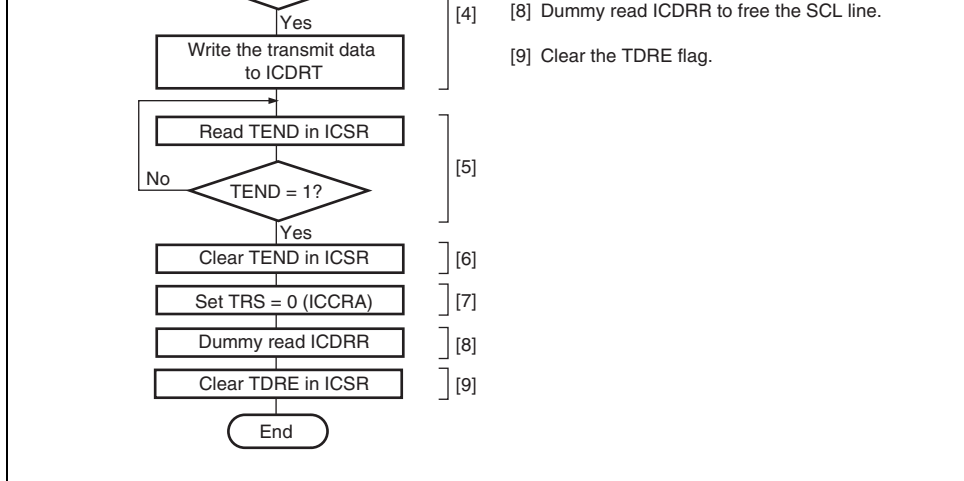 Yes
[4]
[8] Dummy read ICDRR to free the SCL line.
Write the transmit data
to ICDRT
[9] Clear the TDRE flag.
Read TEND in ICSR
No
TEND = 1?
[5]
Yes
Clear TEND in ICSR
[6]
Set TRS = 0 (ICCRA)
[7]
Dummy read ICDRR
[8]
Clear TDRE in ICSR
[9]
End